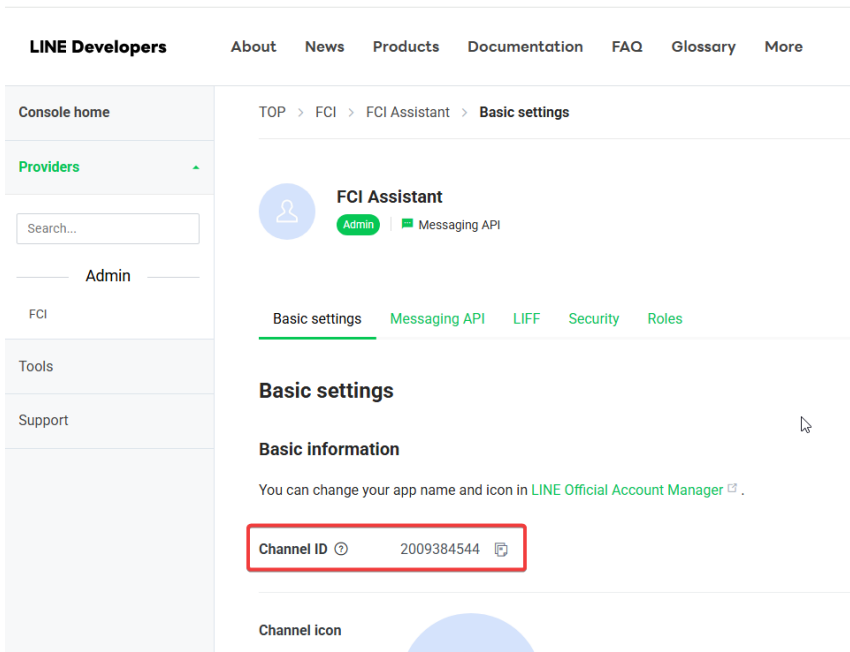 LINE Developers About News Products Documentation FAQ Glossary More
Console home
Providers
Search...
Admin
FCI
Tools
Support
TOP > FCI > FCI Assistant > Basic settings
FCI Assistant
Admin Messaging API
Basic settings Messaging API LIFF Security Roles
Basic settings
Basic information
You can change your app name and icon in LINE Official Account Manager .
Channel ID ? 2009384544
Channel icon